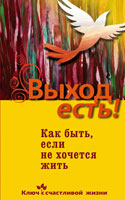 Выход
есть!
Как быть,
если
не хочется
жить
Ключ к счастливой жизни